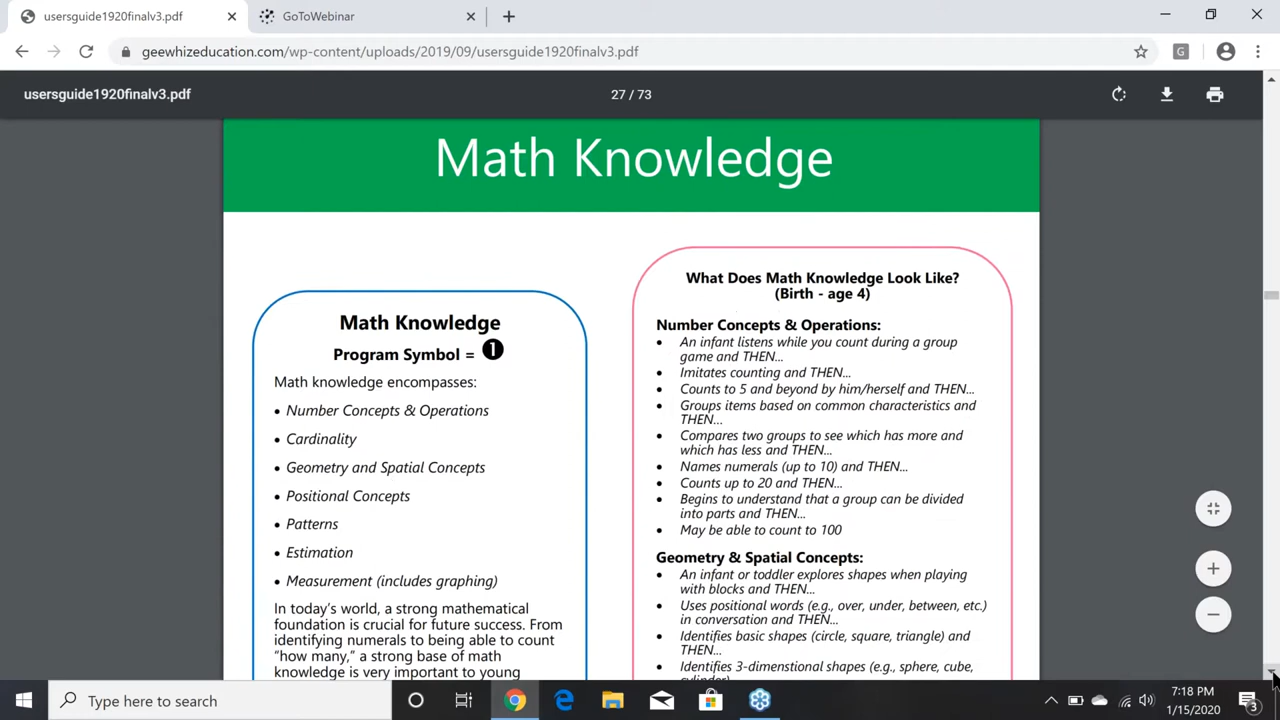 usersguide1920finalv3.pdf
GoToWebinar
geewhizeducation.com/wp-content/uploads/2019/09/usersguide1920finalv3.pdf
G
usersguide1920finalv3.pdf
27 / 73
Math Knowledge
Math Knowledge
Program Symbol = ❶
Math knowledge encompasses:
• Number Concepts & Operations
• Cardinality
• Geometry and Spatial Concepts
• Positional Concepts
• Patterns
• Estimation
• Measurement (includes graphing)
In today's world, a strong mathematical
foundation is crucial for future success. From
identifying numerals to being able to count
“how many,” a strong base of math
knowledge is very important to young
What Does Math Knowledge Look Like?
(Birth - age 4)
Number Concepts & Operations:
• An infant listens while you count during a group
game and THEN...
• Imitates counting and THEN...
• Counts to 5 and beyond by him/herself and THEN...
• Groups items based on common characteristics and
THEN...
• Compares two groups to see which has more and
which has less and THEN...
• Names numerals (up to 10) and THEN...
• Counts up to 20 and THEN...
• Begins to understand that a group can be divided
into parts and THEN...
• May be able to count to 100
Geometry & Spatial Concepts:
• An infant or toddler explores shapes when playing
with blocks and THEN...
• Uses positional words (e.g., over, under, between, etc.)
in conversation and THEN...
• Identifies basic shapes (circle, square, triangle) and
THEN...
• Identifies 3-dimenstional shapes (e.g., sphere, cube,
cylinder)
Type here to search
7:18 PM
1/15/2020
3